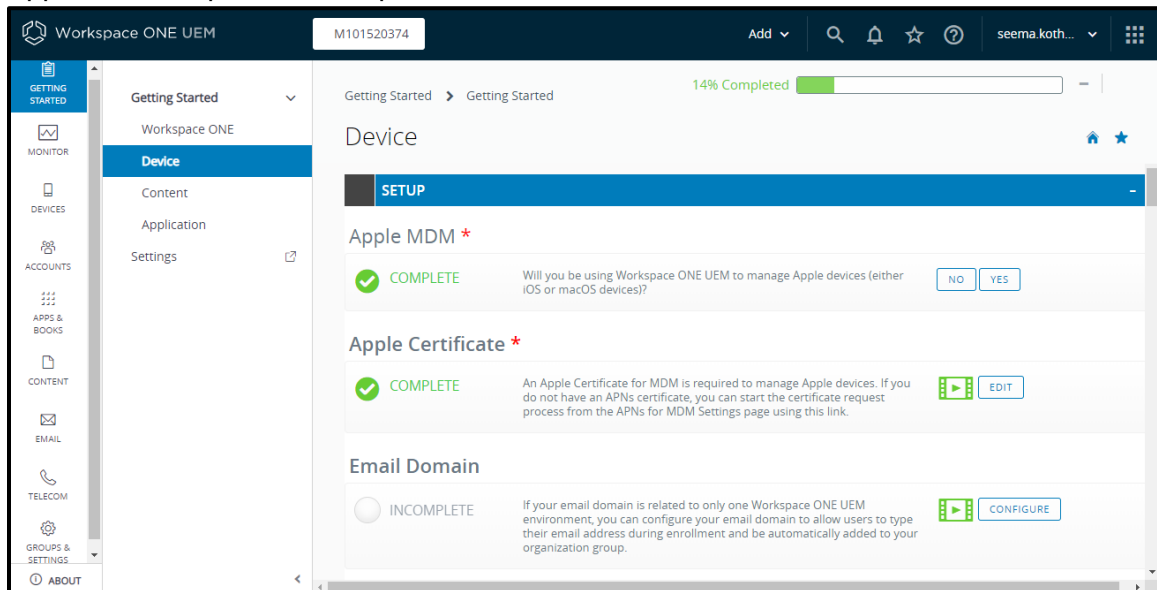 Workspace ONE UEM
M101520374
Add
seema.koth...
GETTING
STARTED
MONITOR
DEVICES
ACCOUNTS
APPS &
BOOKS
CONTENT
EMAIL
TELECOM
GROUPS &
SETTINGS
ABOUT
Getting Started
Workspace ONE
Device
Content
Application
Settings
Getting Started > Getting Started
14% Completed
Device
SETUP
Apple MDM *
COMPLETE
Will you be using Workspace ONE UEM to manage Apple devices (either
iOS or macOS devices)?
NO YES
Apple Certificate *
COMPLETE
An Apple Certificate for MDM is required to manage Apple devices. If you
do not have an APNs certificate, you can start the certificate request
process from the APNs for MDM Settings page using this link.
EDIT
Email Domain
INCOMPLETE
If your email domain is related to only one Workspace ONE UEM
environment, you can configure your email domain to allow users to type
their email address during enrollment and be automatically added to your
organization group.
CONFIGURE